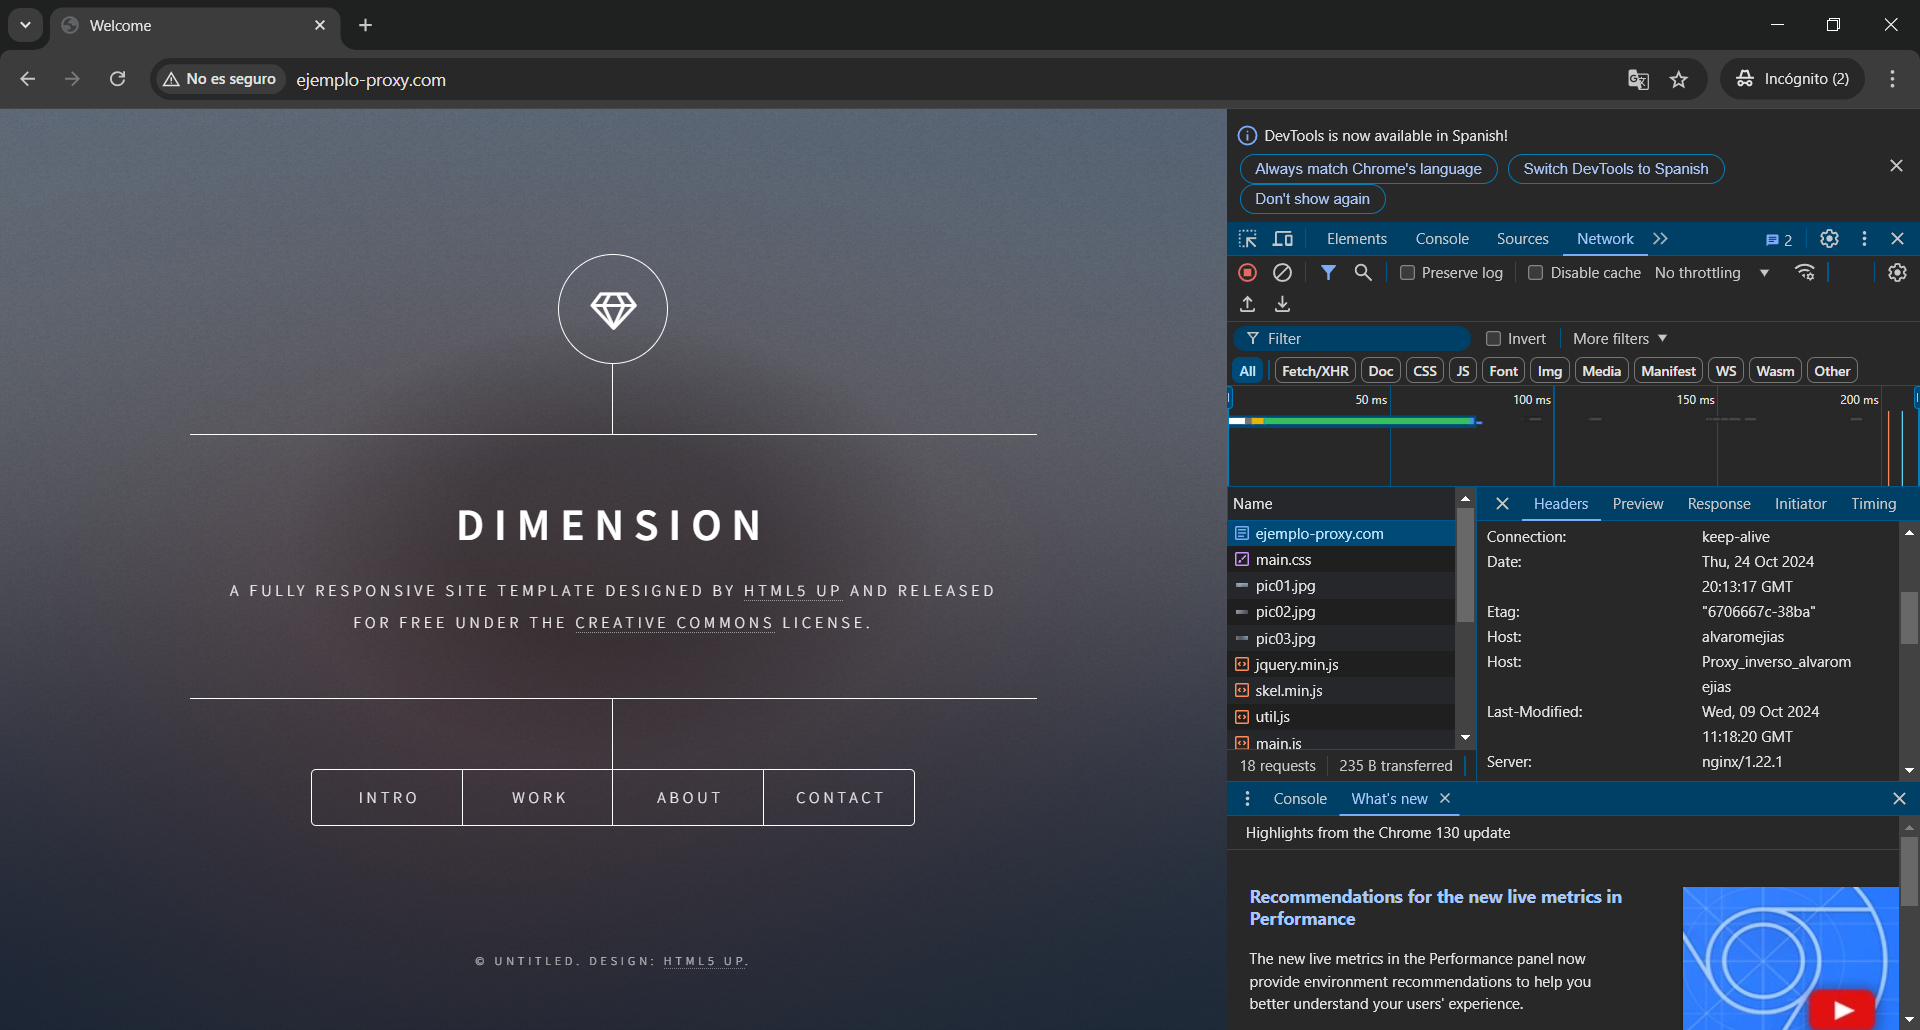 Welcome
No es seguro
ejemplo-proxy.com
Incógnito (2)
DIMENSION
A FULLY RESPONSIVE SITE TEMPLATE DESIGNED BY HTML5 UP AND RELEASED
FOR FREE UNDER THE CREATIVE COMMONS LICENSE.
INTRO
WORK
ABOUT
CONTACT
© UNTITLED. DESIGN: HTML5 UP.
DevTools is now available in Spanish!
Always match Chrome's language
Switch DevTools to Spanish
Don't show again
Elements
Console
Sources
Network
2
Preserve log
Disable cache
No throttling
Filter
Invert
More filters
All
Fetch/XHR
Doc
CSS
JS
Font
Img
Media
Manifest
WS
Wasm
Other
50 ms
100 ms
150 ms
200 ms
Name
ejemplo-proxy.com
main.css
pic01.jpg
pic02.jpg
pic03.jpg
jquery.min.js
skel.min.js
util.js
main.js
18 requests
235 B transferred
Headers
Preview
Response
Initiator
Timing
Connection: keep-alive
Date: Thu, 24 Oct 2024
20:13:17 GMT
Etag: "6706667c-38ba"
Host: alvaromejias
Host: Proxy_inverso_alvarom
ejias
Last-Modified: Wed, 09 Oct 2024
11:18:20 GMT
Server: nginx/1.22.1
Console
What's new
Highlights from the Chrome 130 update
Recommendations for the new live metrics in
Performance
The new live metrics in the Performance panel now
provide environment recommendations to help you
better understand your users' experience.